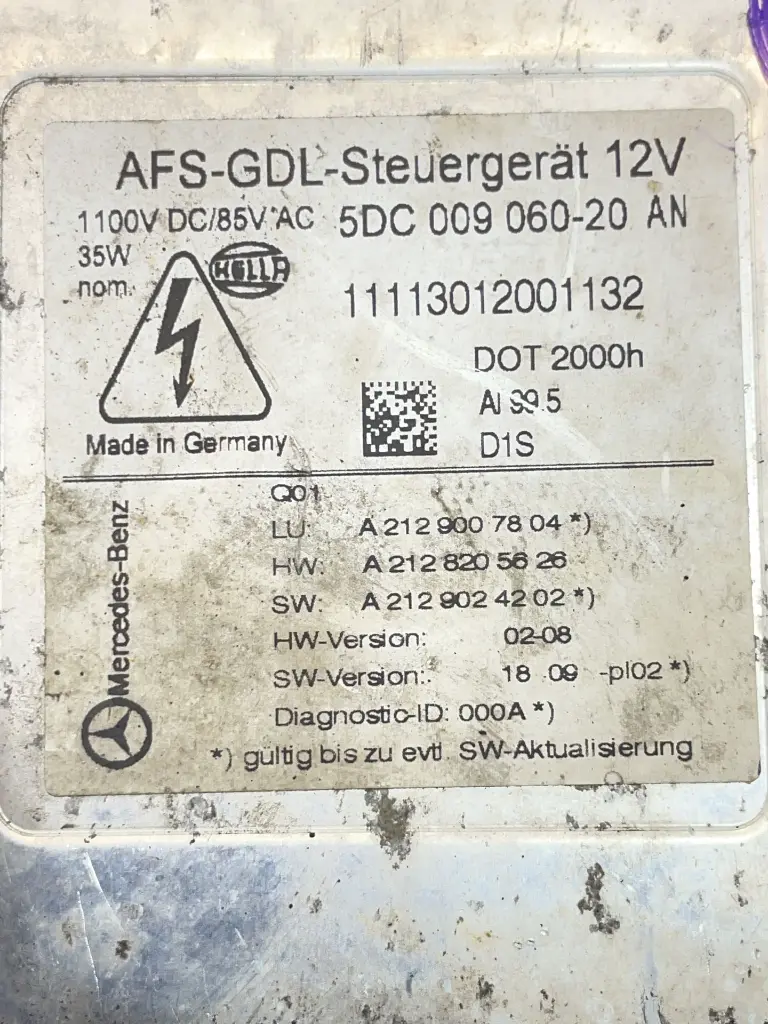 AFS-GDL-Steuergerät 12V
1100V DC/85V AC 5DC 009 060-20 AN
35W
nom.
HELLA
11113012001132
DOT 2000h
D1S
Made in Germany
Q01
LU: A 212 900 78 04 *)
HW: A 212 820 56 26
SW: A 212 902 42 02 *)
HW-Version: 02-08
SW-Version:. 18 09 -pl02 *)
Diagnostic-ID: 000A *)
*) gültig bis zu evtl. SW-Aktualisierung
Mercedes-Benz